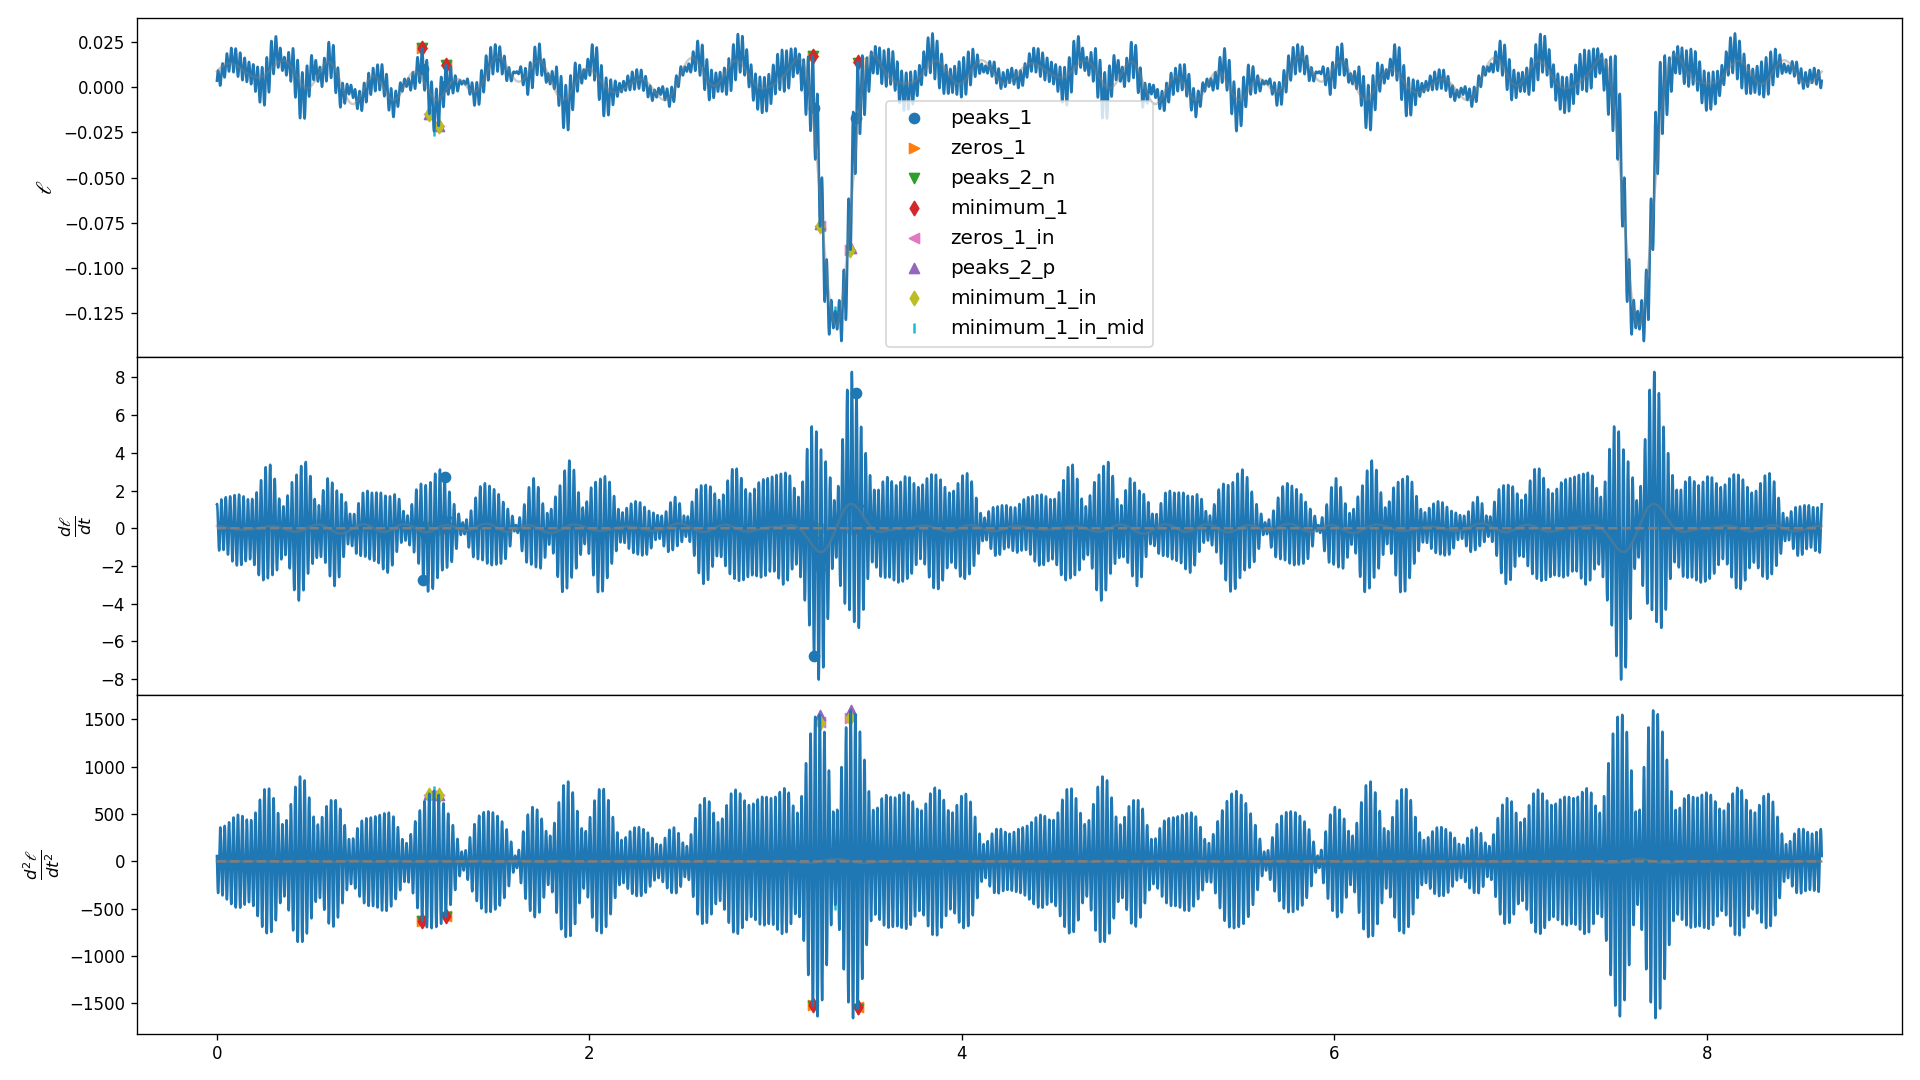 0.025
0.000
−0.025
−0.050
−0.075
−0.100
−0.125
ℓ
peaks_1
zeros_1
peaks_2_n
minimum_1
zeros_1_in
peaks_2_p
minimum_1_in
minimum_1_in_mid
8
6
4
2
0
−2
−4
−6
−8
dℓ
dt
1500
1000
500
0
−500
−1000
−1500
d²ℓ
dt²
0 2 4 6 8